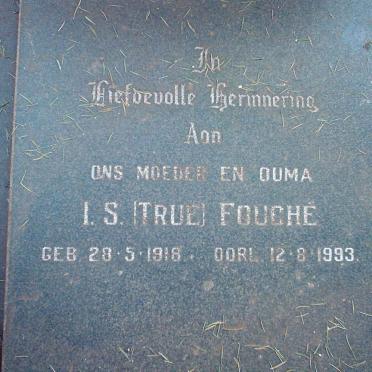 In
Liefdevolle Herinnering
Aan
ONS MOEDER EN OUMA
I. S. (TRUE) FOUCHÉ
GEB 28·5·1918. OORL 12·8·1993.